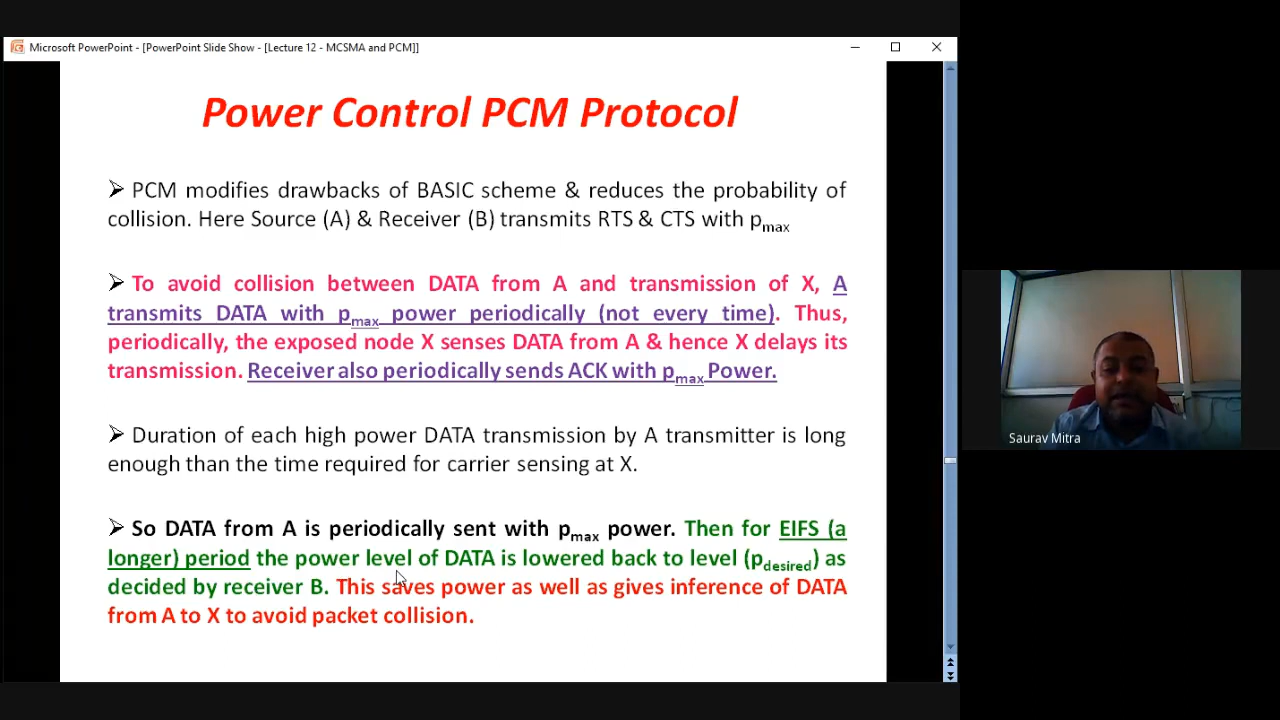 Microsoft PowerPoint - [PowerPoint Slide Show - [Lecture 12 - MCSMA and PCM]]
Power Control PCM Protocol
➢ PCM modifies drawbacks of BASIC scheme & reduces the probability of
collision. Here Source (A) & Receiver (B) transmits RTS & CTS with pmax
➢ To avoid collision between DATA from A and transmission of X, A
transmits DATA with pmax power periodically (not every time). Thus,
periodically, the exposed node X senses DATA from A & hence X delays its
transmission. Receiver also periodically sends ACK with pmax Power.
➢ Duration of each high power DATA transmission by A transmitter is long
enough than the time required for carrier sensing at X.
➢ So DATA from A is periodically sent with pmax power. Then for EIFS (a
longer) period the power level of DATA is lowered back to level (pdesired) as
decided by receiver B. This saves power as well as gives inference of DATA
from A to X to avoid packet collision.
Saurav Mitra